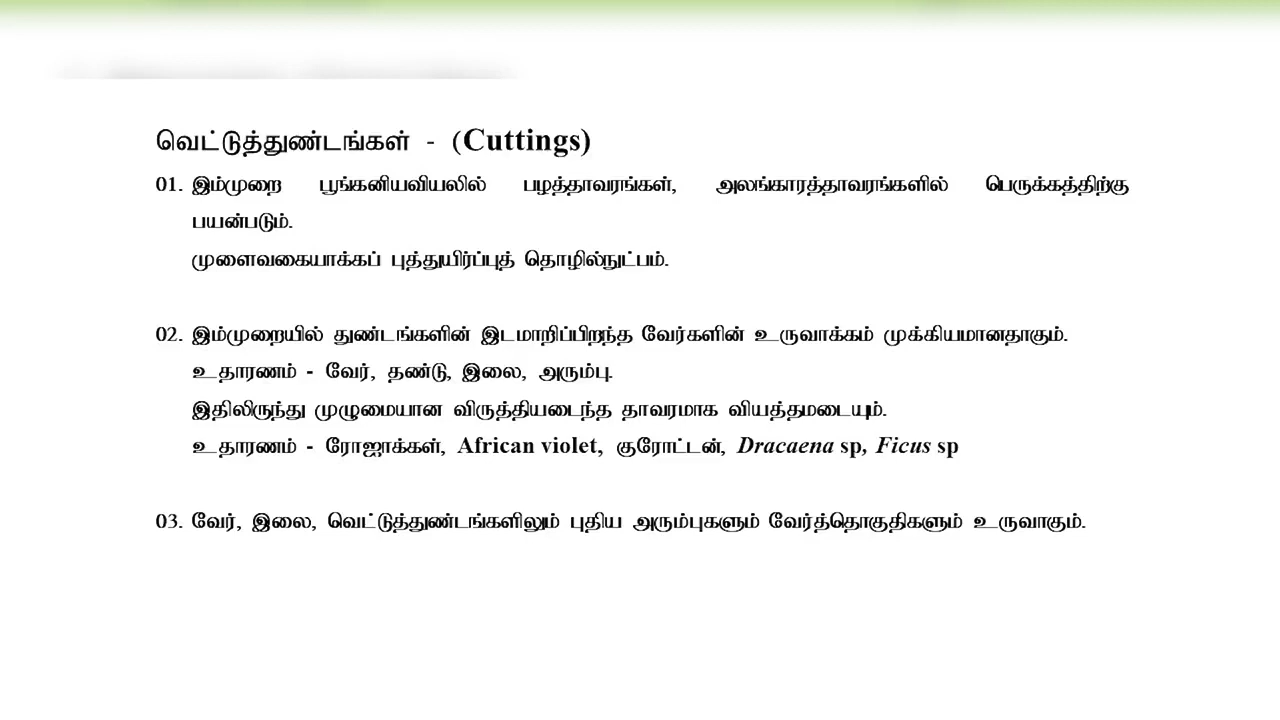 வெட்டுத்துண்டங்கள் - (Cuttings)
01. இம்முறை பூங்கனியவியலில் பழத்தாவரங்கள், அலங்காரத்தாவரங்களில் பெருக்கத்திற்கு
பயன்படும்.
முளைவகையாக்கப் புத்துயிர்ப்புத் தொழில்நுட்பம்.
02. இம்முறையில் துண்டங்களின் இடமாறிப்பிறந்த வேர்களின் உருவாக்கம் முக்கியமானதாகும்.
உதாரணம் - வேர், தண்டு, இலை, அரும்பு.
இதிலிருந்து முழுமையான விருத்தியடைந்த தாவரமாக வியத்தமடையும்.
உதாரணம் - ரோஜாக்கள், African violet, குரோட்டன், Dracaena sp, Ficus sp
03. வேர், இலை, வெட்டுத்துண்டங்களிலும் புதிய அரும்புகளும் வேர்த்தொகுதிகளும் உருவாகும்.